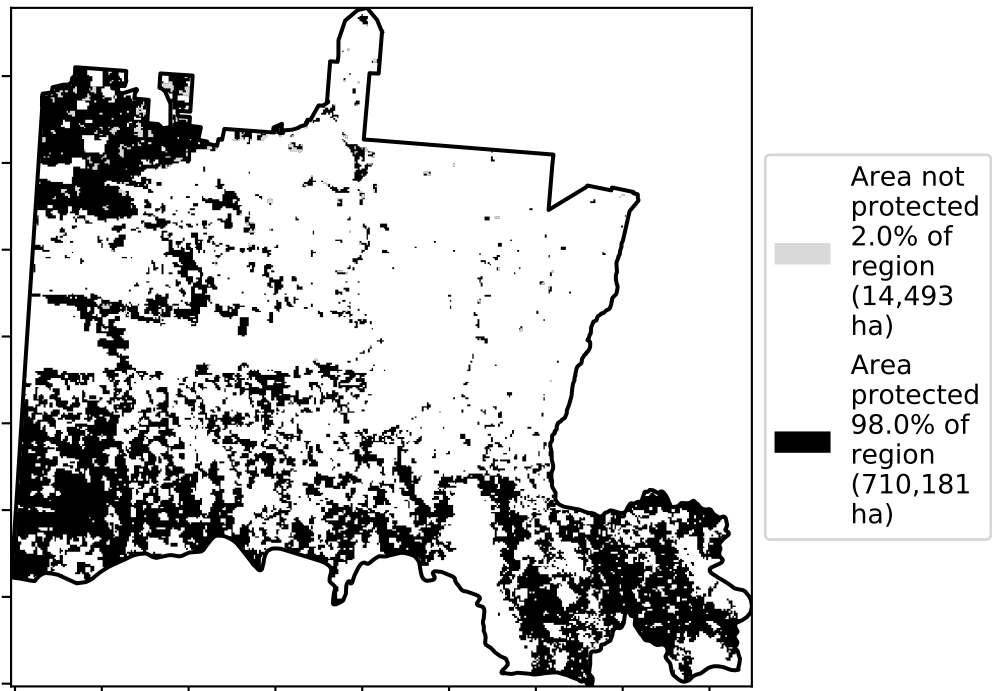 Area not
protected
2.0% of
region
(14,493
ha)
Area
protected
98.0% of
region
(710,181
ha)